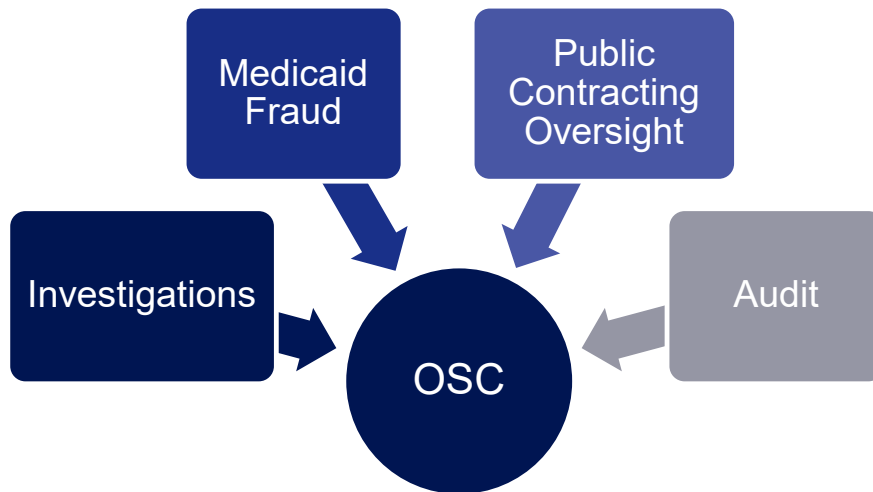 Medicaid
Fraud
Public
Contracting
Oversight
Investigations
Audit
OSC